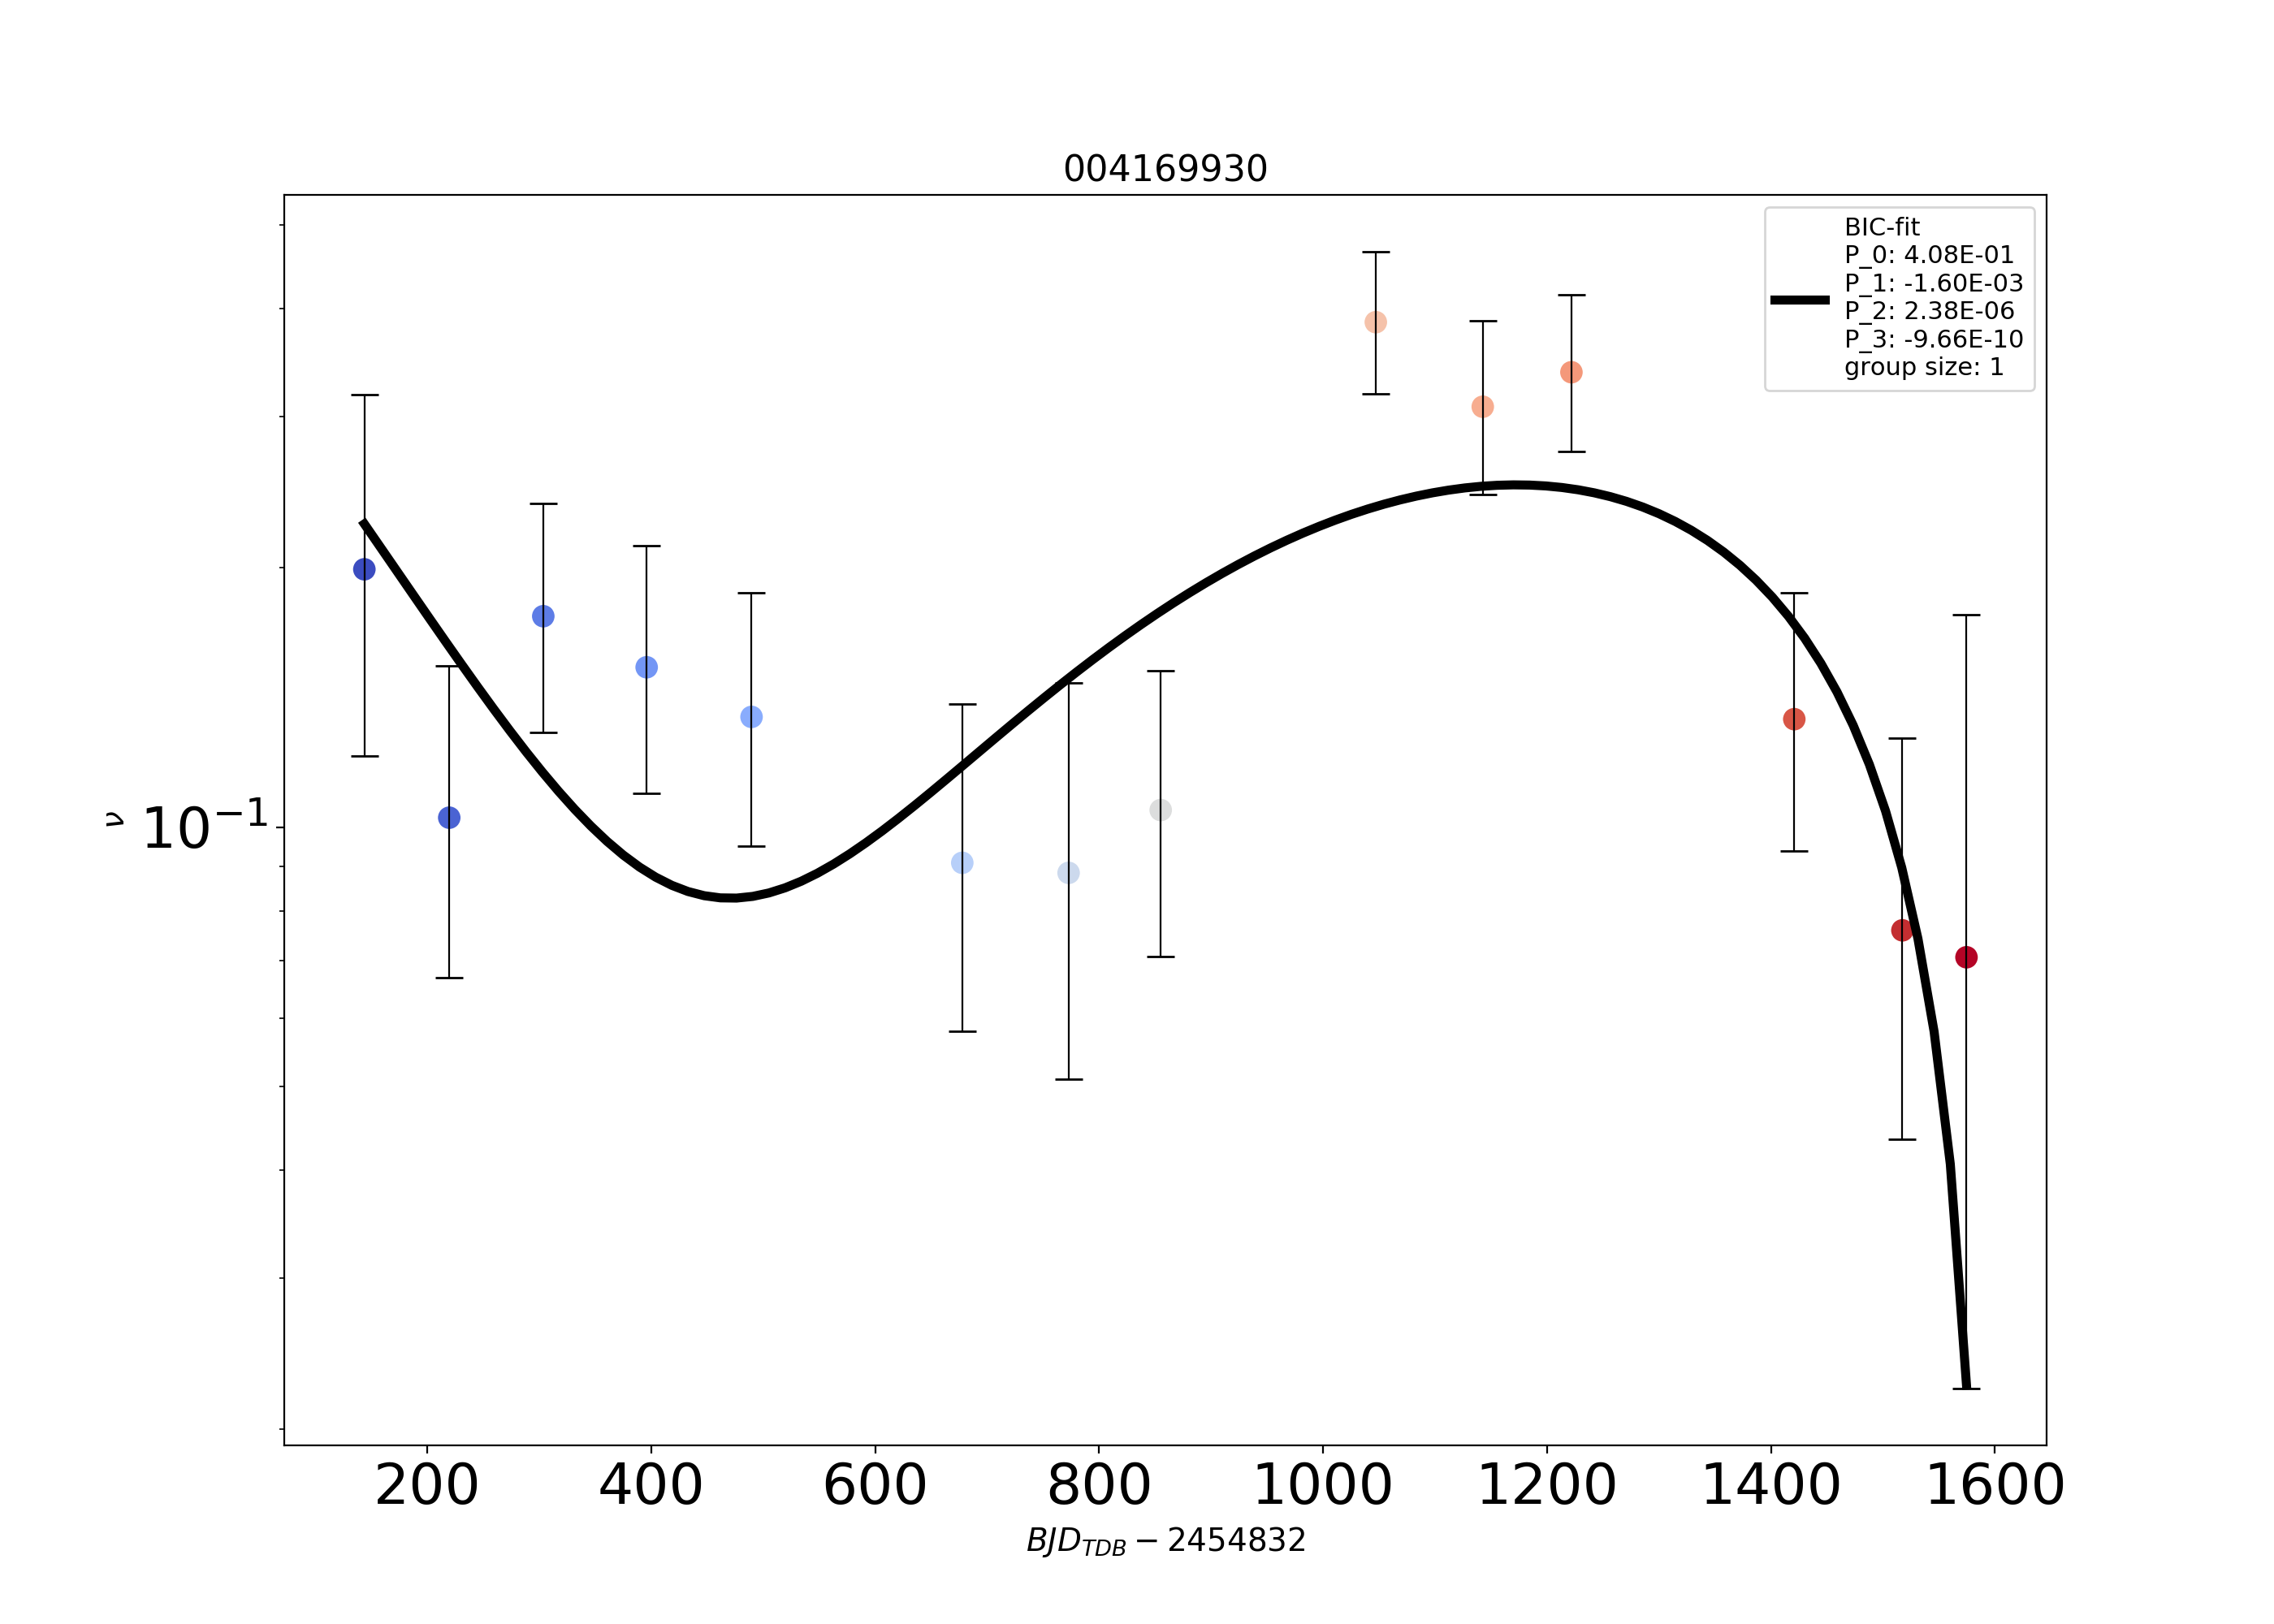 004169930
BIC-fit
P_0: 4.08E-01
P_1: -1.60E-03
P_2: 2.38E-06
P_3: -9.66E-10
group size: 1
ν
10⁻¹
200 400 600 800 1000 1200 1400 1600
BJD_TDB − 2454832